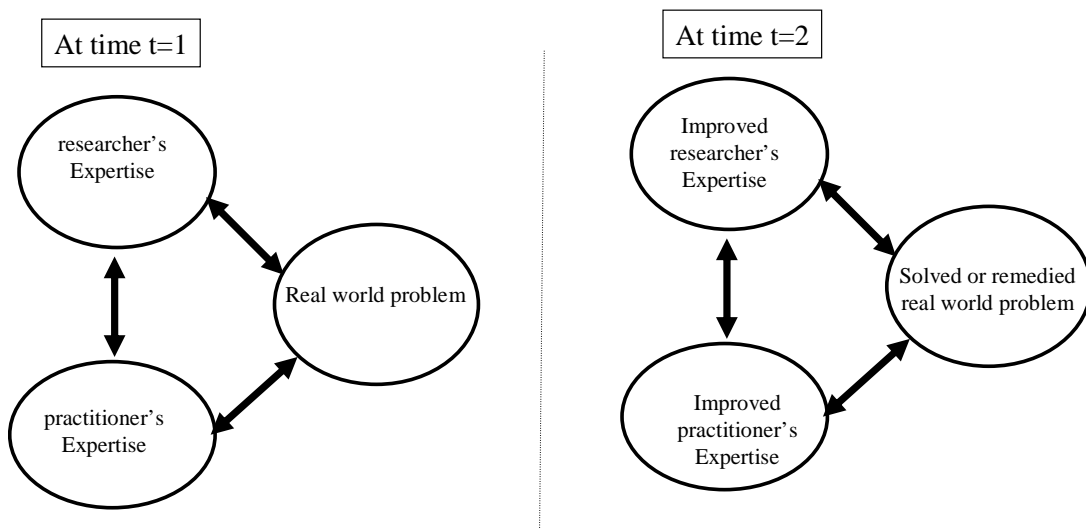 At time t=1
researcher’s
Expertise
Real world problem
practitioner’s
Expertise
At time t=2
Improved
researcher’s
Expertise
Solved or remedied
real world problem
Improved
practitioner’s
Expertise